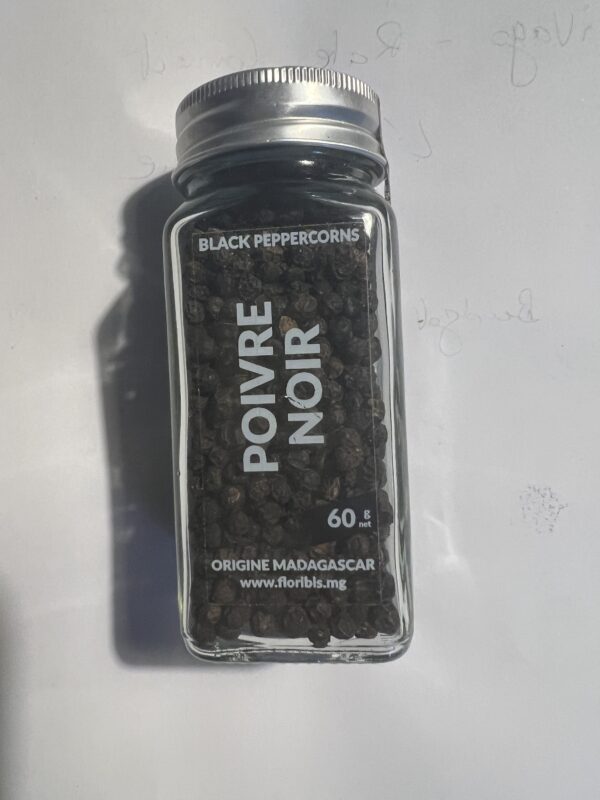 BLACK PEPPERCORNS
POIVRE
NOIR
60 g
net
ORIGINE MADAGASCAR
www.floribis.mg